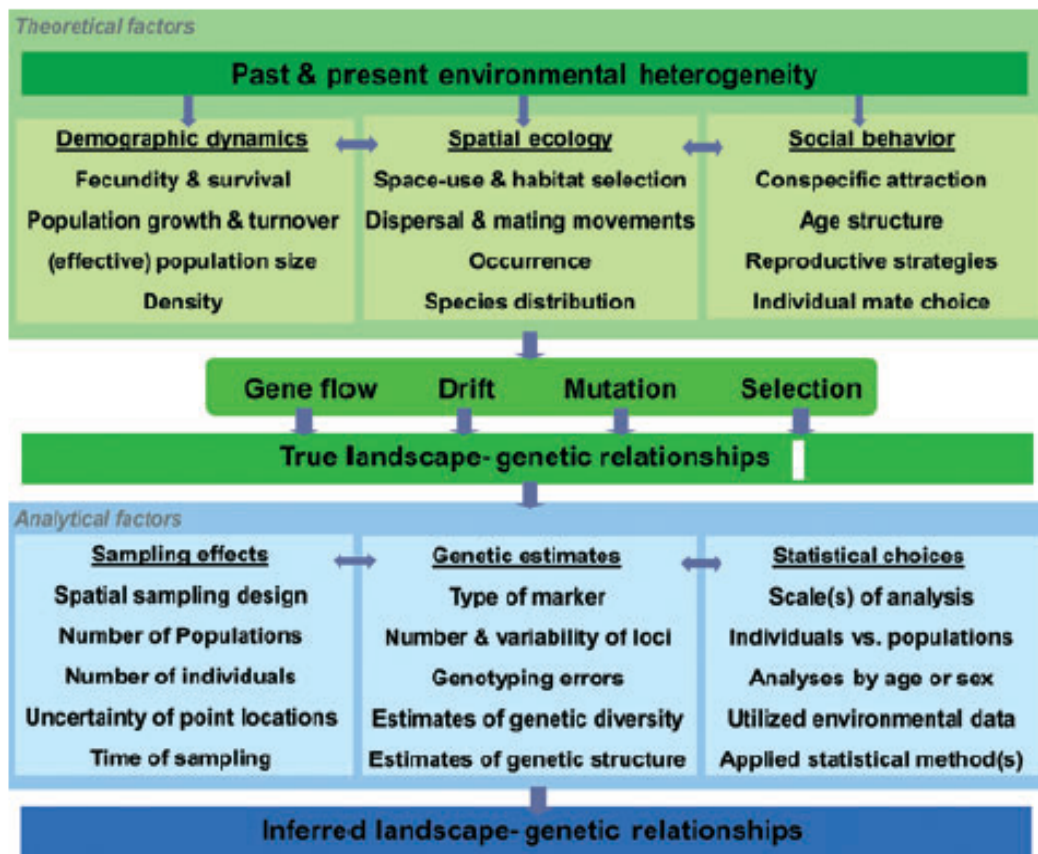 Theoretical factors
Past & present environmental heterogeneity
Demographic dynamics
Fecundity & survival
Population growth & turnover
(effective) population size
Density
Spatial ecology
Space-use & habitat selection
Dispersal & mating movements
Occurrence
Species distribution
Social behavior
Conspecific attraction
Age structure
Reproductive strategies
Individual mate choice
Gene flow Drift Mutation Selection
True landscape-genetic relationships
Analytical factors
Sampling effects
Spatial sampling design
Number of Populations
Number of individuals
Uncertainty of point locations
Time of sampling
Genetic estimates
Type of marker
Number & variability of loci
Genotyping errors
Estimates of genetic diversity
Estimates of genetic structure
Statistical choices
Scale(s) of analysis
Individuals vs. populations
Analyses by age or sex
Utilized environmental data
Applied statistical method(s)
Inferred landscape-genetic relationships